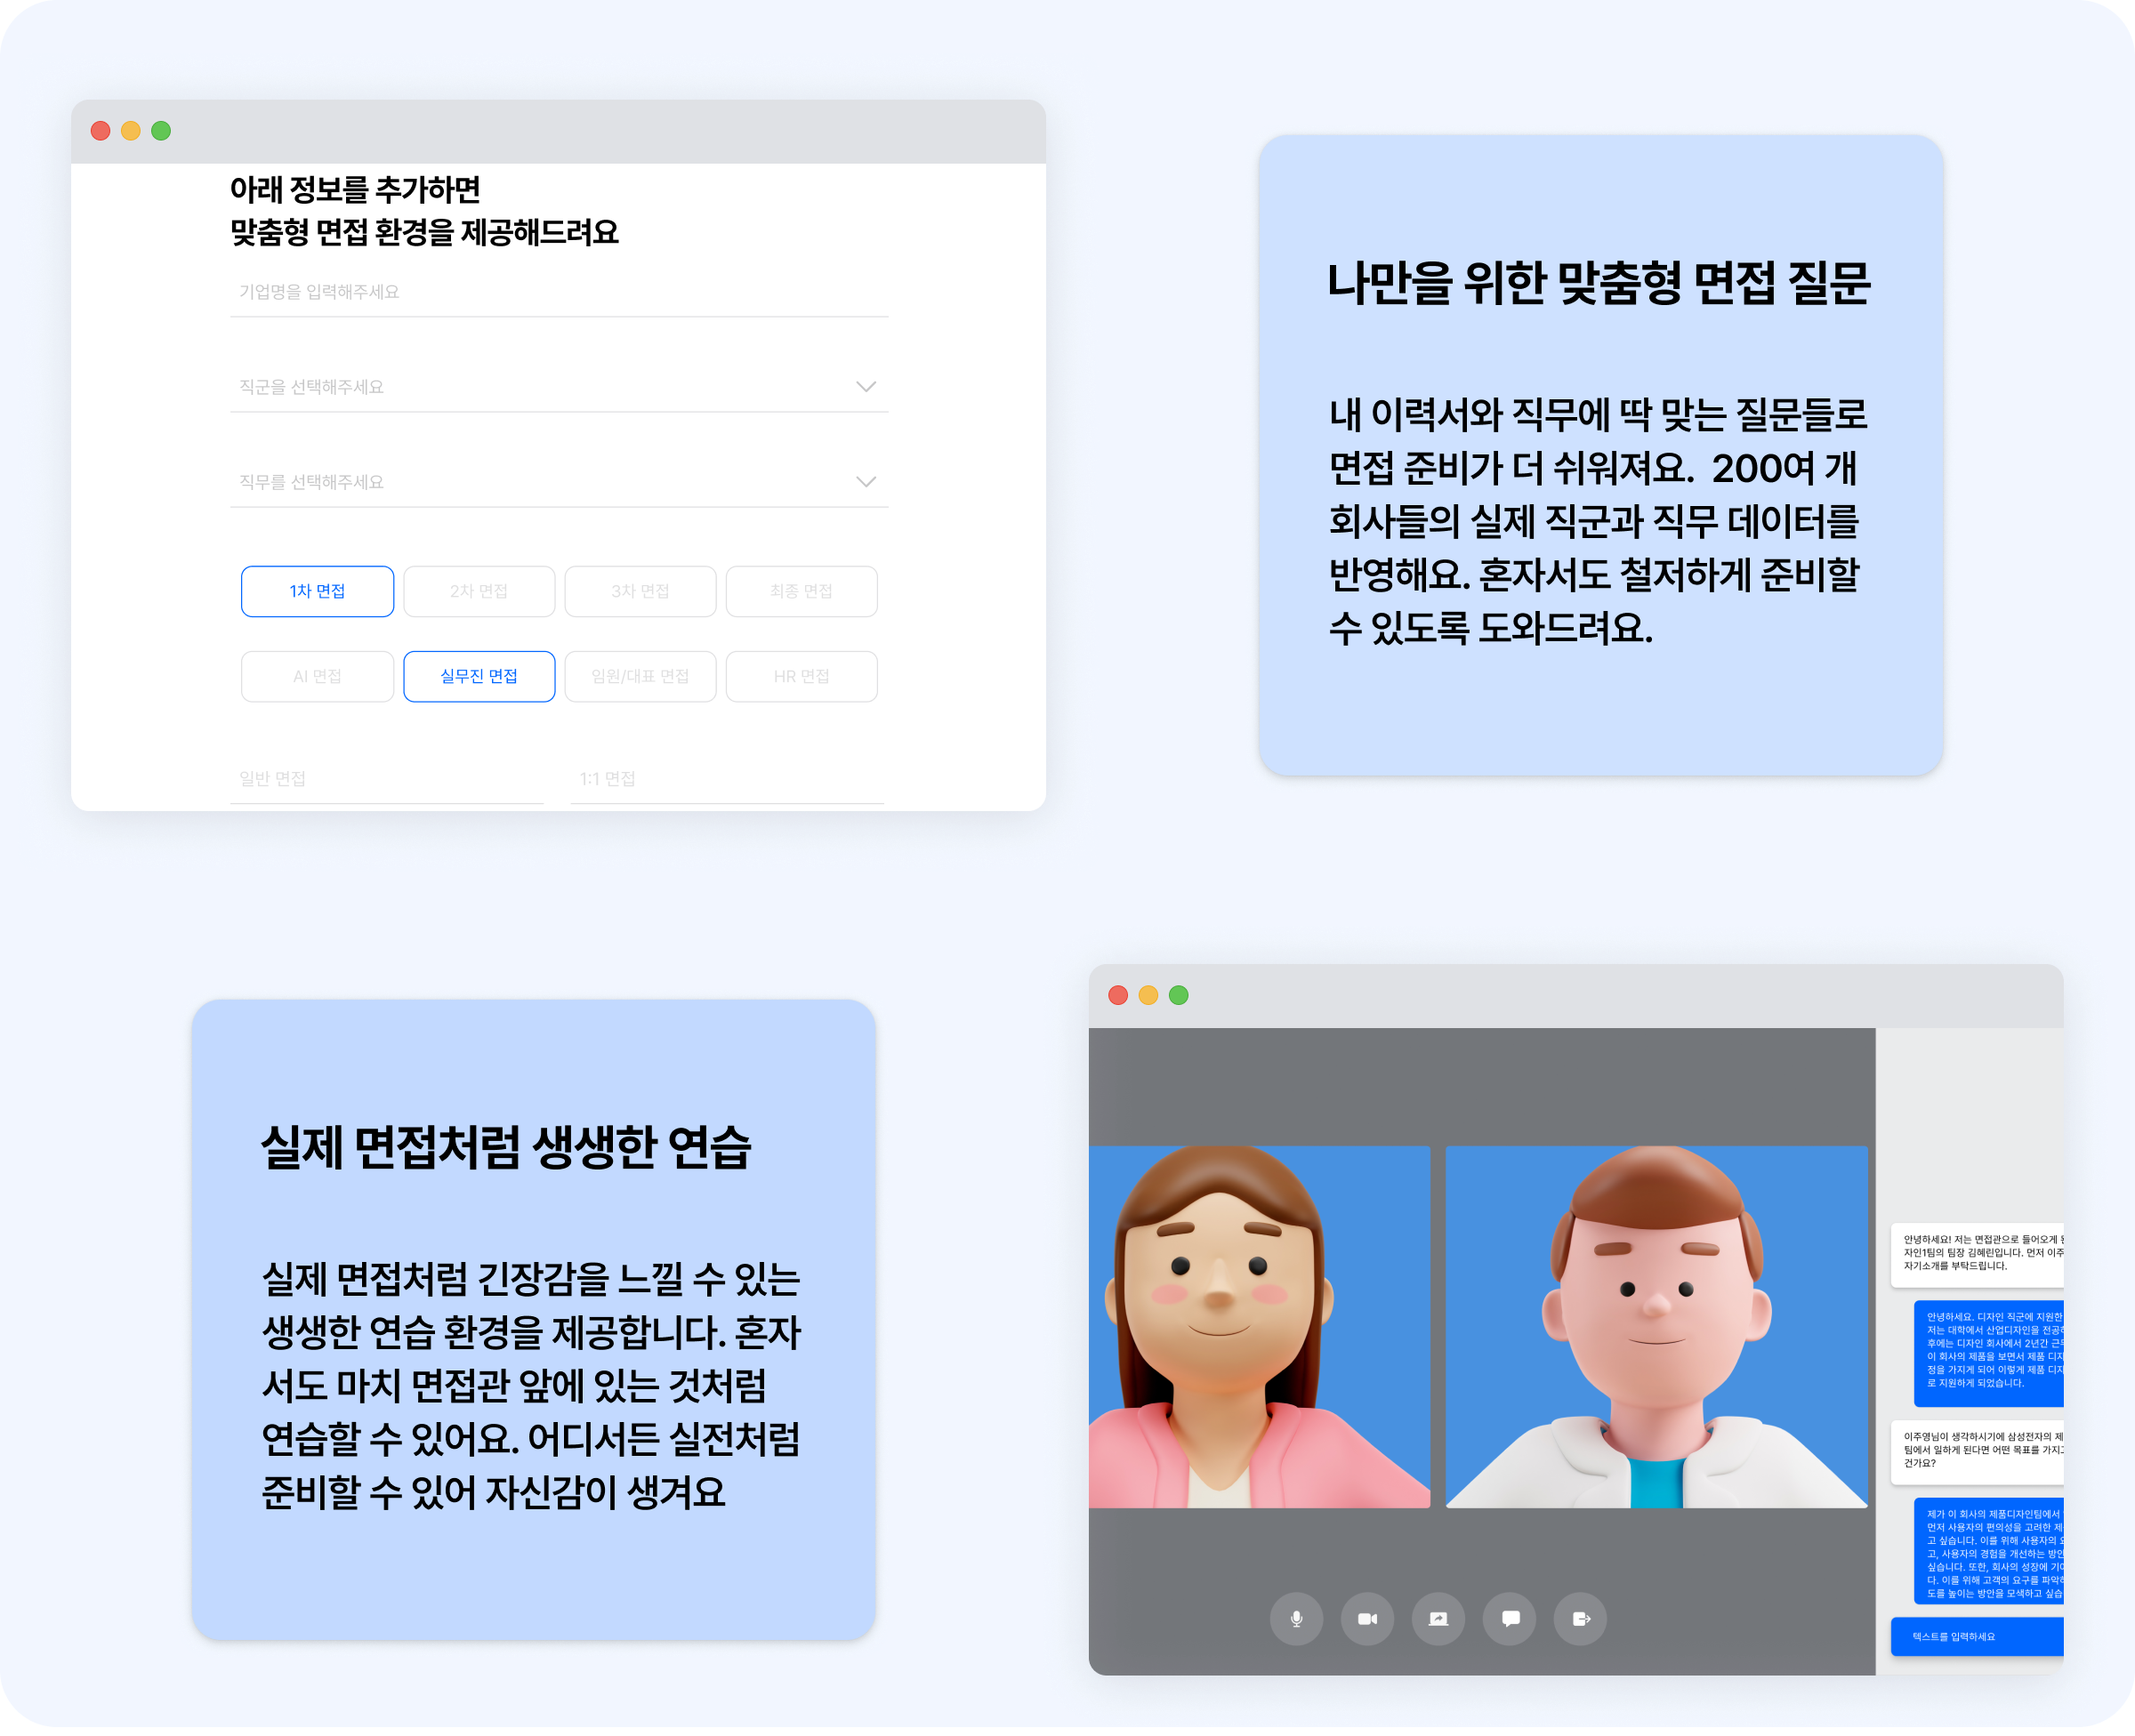 아래 정보를 추가하면
맞춤형 면접 환경을 제공해드려요
기업명을 입력해주세요
직군을 선택해주세요
직무를 선택해주세요
1차 면접
2차 면접
3차 면접
최종 면접
AI 면접
실무진 면접
임원/대표 면접
HR 면접
일반 면접
1:1 면접
나만을 위한 맞춤형 면접 질문
내 이력서와 직무에 딱 맞는 질문들로
면접 준비가 더 쉬워져요. 200여 개
회사들의 실제 직군과 직무 데이터를
반영해요. 혼자서도 철저하게 준비할
수 있도록 도와드려요.
실제 면접처럼 생생한 연습
실제 면접처럼 긴장감을 느낄 수 있는
생생한 연습 환경을 제공합니다. 혼자
서도 마치 면접관 앞에 있는 것처럼
연습할 수 있어요. 어디서든 실전처럼
준비할 수 있어 자신감이 생겨요
안녕하세요! 저는 면접관으로 들어오게
자인1팀의 팀장 김혜린입니다. 먼저 이주
자기소개를 부탁드립니다.
안녕하세요. 디자인 직군에 지원한
저는 대학에서 산업디자인을 전공
후에는 디자인 회사에서 2년간 근
이 회사의 제품을 보면서 제품 디
정을 가지게 되어 이렇게 제품 디
로 지원하게 되었습니다.
이주영님이 생각하시기에 삼성전자의 제
팀에서 일하게 된다면 어떤 목표를 가지
건가요?
제가 이 회사의 제품디자인팀에서
먼저 사용자의 편의성을 고려한 제
고 싶습니다. 이를 위해 사용자의
고, 사용자의 경험을 개선하는 방안
싶습니다. 또한, 회사의 성장에 기
다. 이를 위해 고객의 요구를 파악
도를 높이는 방안을 모색하고 싶습
텍스트를 입력하세요